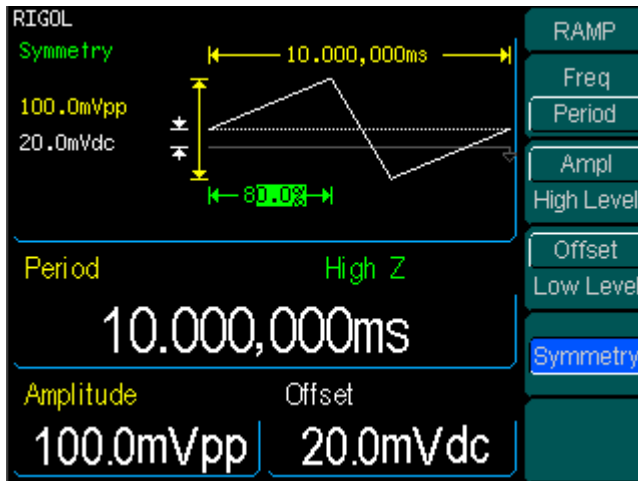 RIGOL
Symmetry
10.000,000ms
100.0mVpp
20.0mVdc
80.0%
Period
High Z
10.000,000ms
Amplitude
100.0mVpp
Offset
20.0mVdc
RAMP
Freq
Period
Ampl
High Level
Offset
Low Level
Symmetry